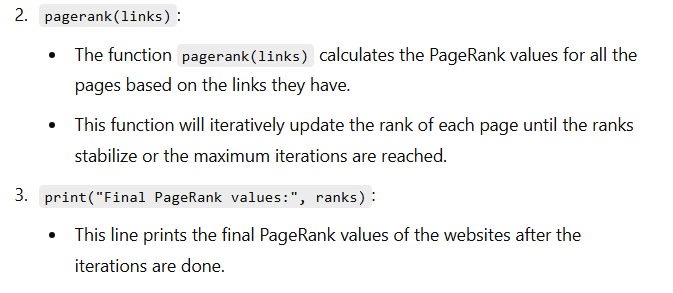 2. pagerank(links):
• The function pagerank(links) calculates the PageRank values for all the
pages based on the links they have.
• This function will iteratively update the rank of each page until the ranks
stabilize or the maximum iterations are reached.
3. print("Final PageRank values:", ranks):
• This line prints the final PageRank values of the websites after the
iterations are done.